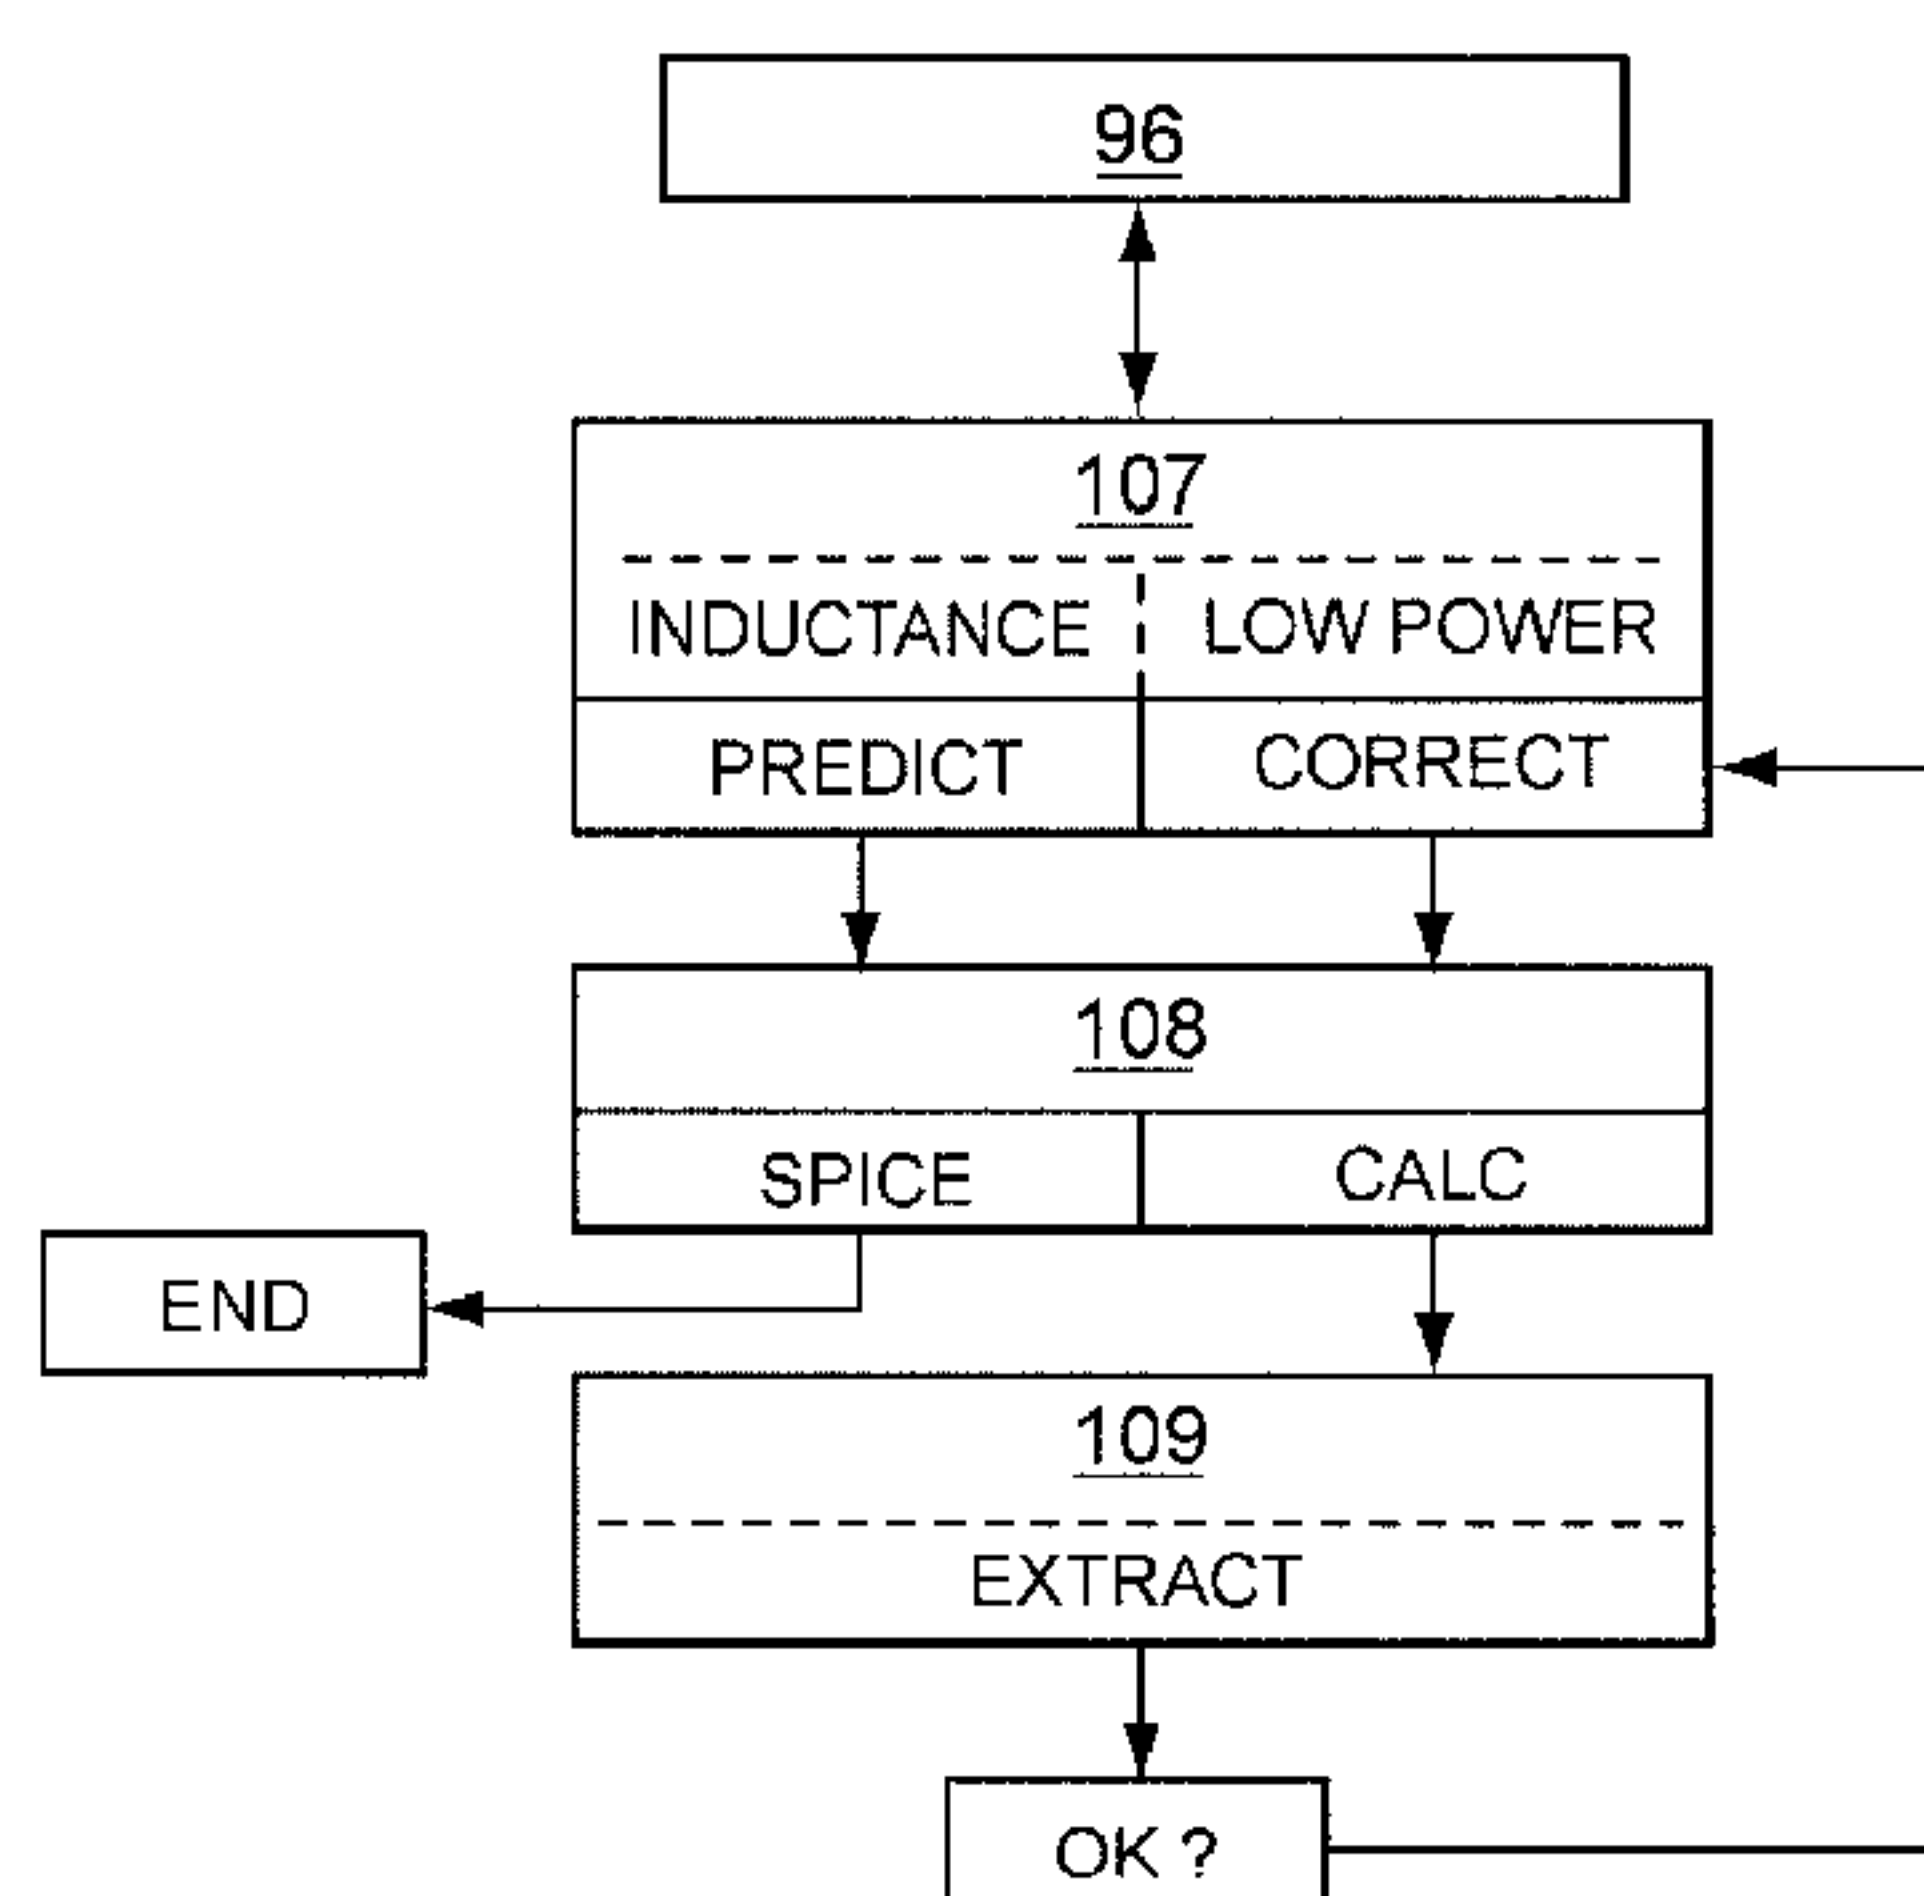 96
107
INDUCTANCE LOW POWER
PREDICT CORRECT
108
SPICE CALC
END
109
EXTRACT
OK ?